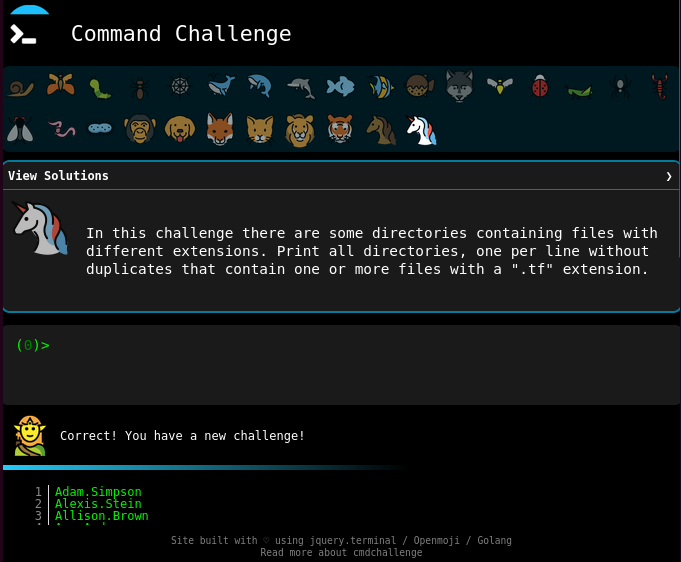 Command Challenge
View Solutions ❯
In this challenge there are some directories containing files with
different extensions. Print all directories, one per line without
duplicates that contain one or more files with a ".tf" extension.
(0)>
Correct! You have a new challenge!
1 Adam.Simpson
2 Alexis.Stein
3 Allison.Brown
Site built with ♡ using jquery.terminal / Openmoji / Golang
Read more about cmdchallenge